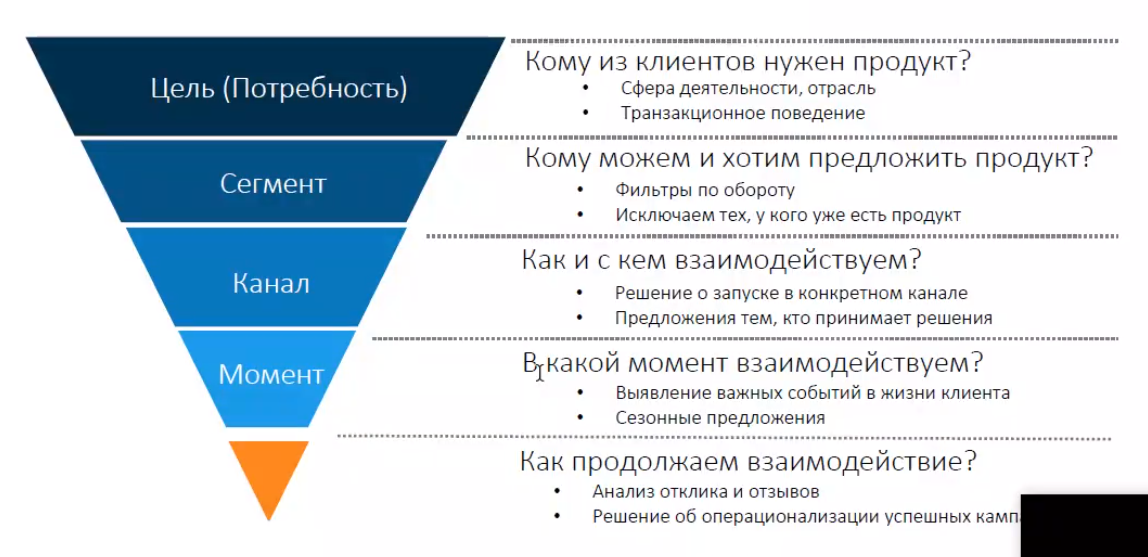 Цель (Потребность)
Кому из клиентов нужен продукт?
• Сфера деятельности, отрасль
• Транзакционное поведение
Сегмент
Кому можем и хотим предложить продукт?
• Фильтры по обороту
• Исключаем тех, у кого уже есть продукт
Канал
Как и с кем взаимодействуем?
• Решение о запуске в конкретном канале
• Предложения тем, кто принимает решения
Момент
В какой момент взаимодействуем?
• Выявление важных событий в жизни клиента
• Сезонные предложения
Как продолжаем взаимодействие?
• Анализ отклика и отзывов
• Решение об операционализации успешных